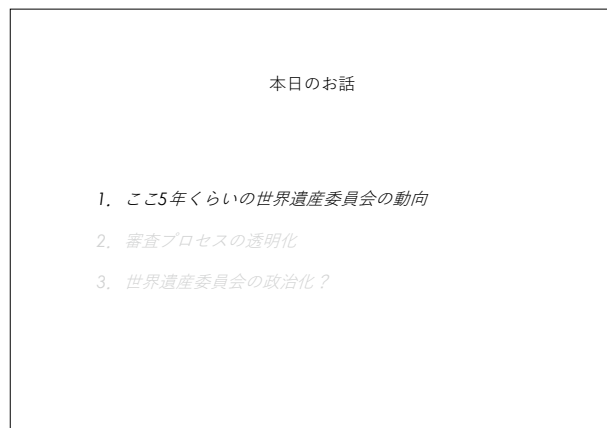 本日のお話
1. ここ5年くらいの世界遺産委員会の動向
2. 審査プロセスの透明化
3. 世界遺産委員会の政治化？